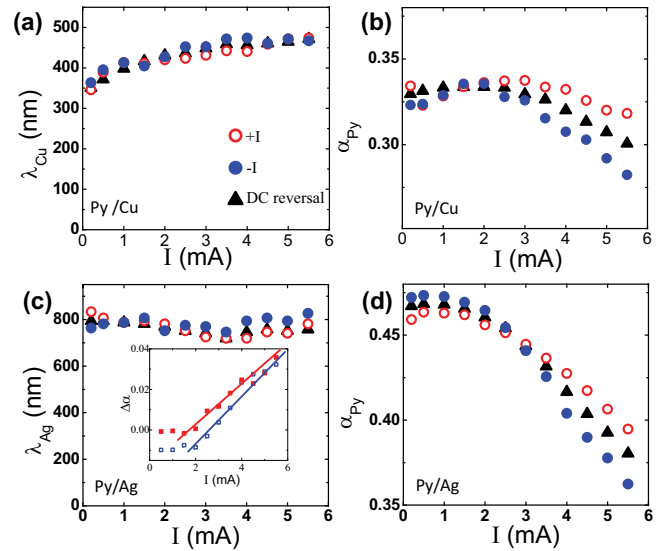 (a)
500
400
300
200
100
0
λCu (nm)
+I
-I
DC reversal
Py /Cu
0 1 2 3 4 5 6
I (mA)
(b)
0.35
0.30
αPy
Py/Cu
0 1 2 3 4 5 6
I (mA)
(c)
800
600
400
200
0
λAg (nm)
0.04
0.02
0.00
Δα
0 2 4 6
I (mA)
Py/Ag
0 1 2 3 4 5 6
I (mA)
(d)
0.45
0.35
αPy
Py/Ag
0 1 2 3 4 5 6
I (mA)